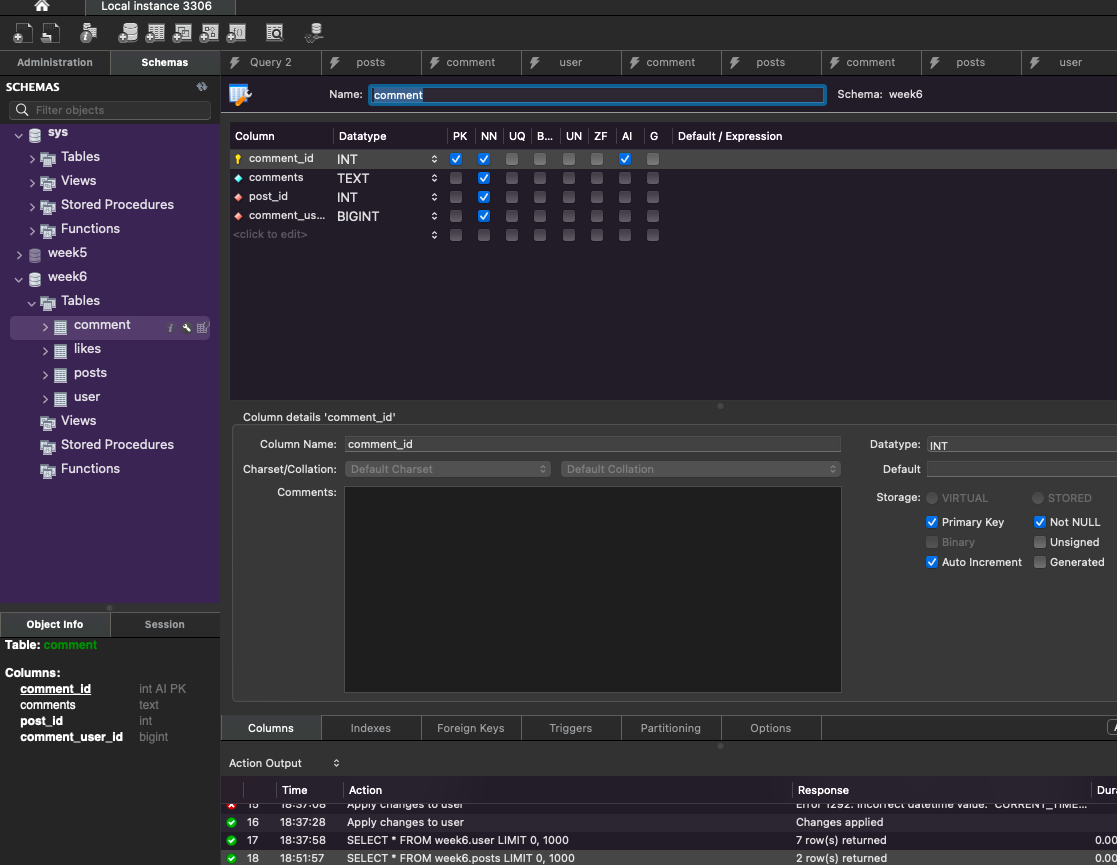 Local instance 3306
Administration
Schemas
Query 2
posts
comment
user
comment
posts
comment
posts
user
SCHEMAS
Filter objects
sys
Tables
Views
Stored Procedures
Functions
week5
week6
Tables
comment
likes
posts
user
Views
Stored Procedures
Functions
Name: comment Schema: week6
Column Datatype PK NN UQ B... UN ZF AI G Default / Expression
comment_id INT
comments TEXT
post_id INT
comment_us... BIGINT
<click to edit>
Column details 'comment_id'
Column Name: comment_id Datatype: INT
Charset/Collation: Default Charset Default Collation Default
Comments: Storage: VIRTUAL STORED
Primary Key Not NULL
Binary Unsigned
Auto Increment Generated
Object Info Session
Table: comment
Columns:
comment_id int AI PK
comments text
post_id int
comment_user_id bigint
Columns Indexes Foreign Keys Triggers Partitioning Options
Action Output
Time Action Response Dura
15 18:37:08 Apply changes to user Error 1292: Incorrect datetime value: 'CURRENT_TIME...
16 18:37:28 Apply changes to user Changes applied
17 18:37:58 SELECT * FROM week6.user LIMIT 0, 1000 7 row(s) returned 0.00
18 18:51:57 SELECT * FROM week6.posts LIMIT 0, 1000 2 row(s) returned 0.00